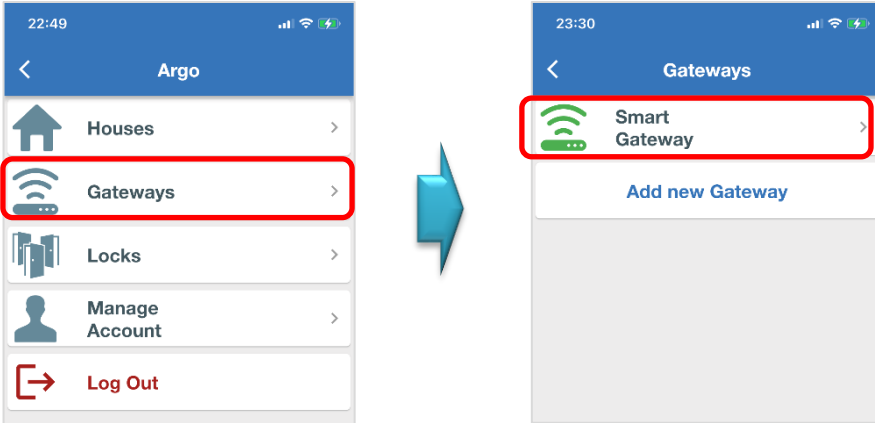 22:49
Argo
Houses
Gateways
Locks
Manage
Account
Log Out
23:30
Gateways
Smart
Gateway
Add new Gateway